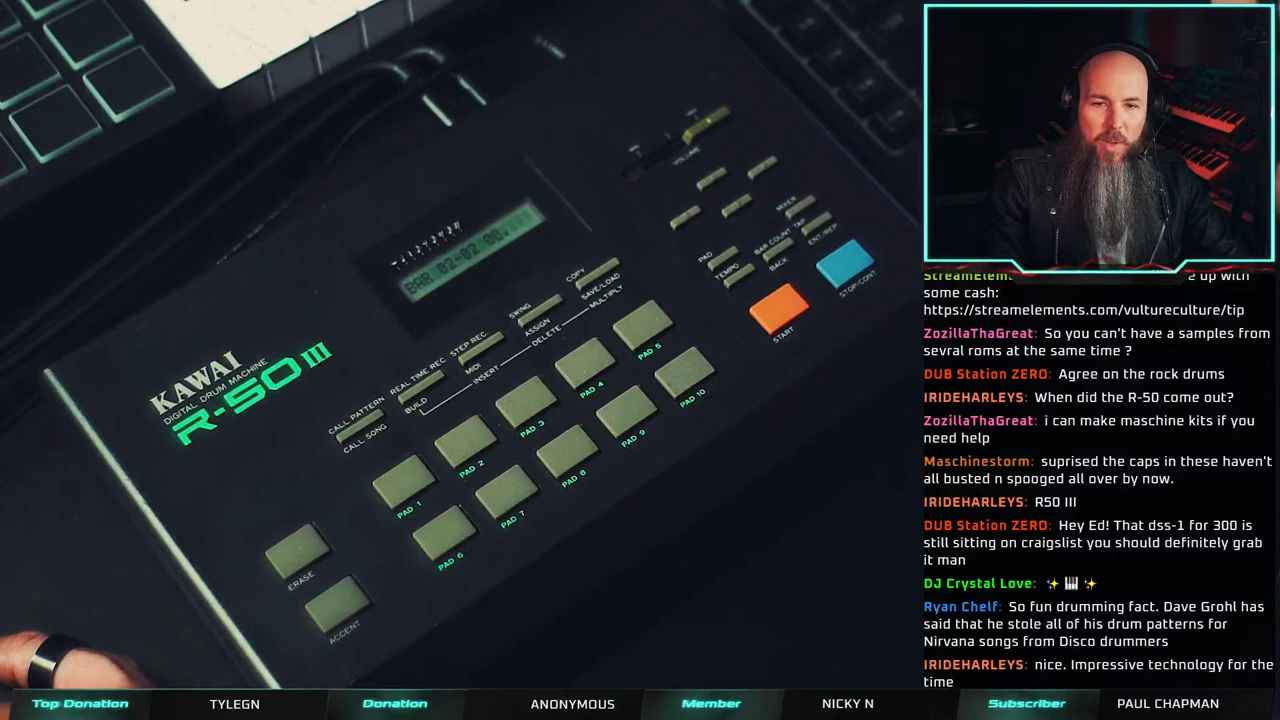 VOLUME
MIXER
BAR COUNT TAP
PAD
ENT/REP
BACK
TEMPO
STOP/CONT
START
BAR 02-02:00.
COPY
SAVE/LOAD
MULTIPLY
SWING
ASSIGN
DELETE
STEP REC
MIDI
INSERT
REAL TIME REC
BUILD
CALL PATTERN
CALL SONG
KAWAI
DIGITAL DRUM MACHINE
R-50 III
PAD 1
PAD 2
PAD 3
PAD 4
PAD 5
PAD 6
PAD 7
PAD 8
PAD 9
PAD 10
ERASE
ACCENT
up with
some cash:
https://streamelements.com/vultureculture/tip
ZozillaThaGreat: So you can't have a samples from
sevral roms at the same time ?
DUB Station ZERO: Agree on the rock drums
IRIDEHARLEYS: When did the R-50 come out?
ZozillaThaGreat: i can make maschine kits if you
need help
Maschinestorm: suprised the caps in these haven't
all busted n spooged all over by now.
IRIDEHARLEYS: R50 III
DUB Station ZERO: Hey Ed! That dss-1 for 300 is
still sitting on craigslist you should definitely grab
it man
DJ Crystal Love: ✨ 🎹 ✨
Ryan Chelf: So fun drumming fact. Dave Grohl has
said that he stole all of his drum patterns for
Nirvana songs from Disco drummers
IRIDEHARLEYS: nice. Impressive technology for the
time
Top Donation TYLEGN Donation ANONYMOUS Member NICKY N Subscriber PAUL CHAPMAN